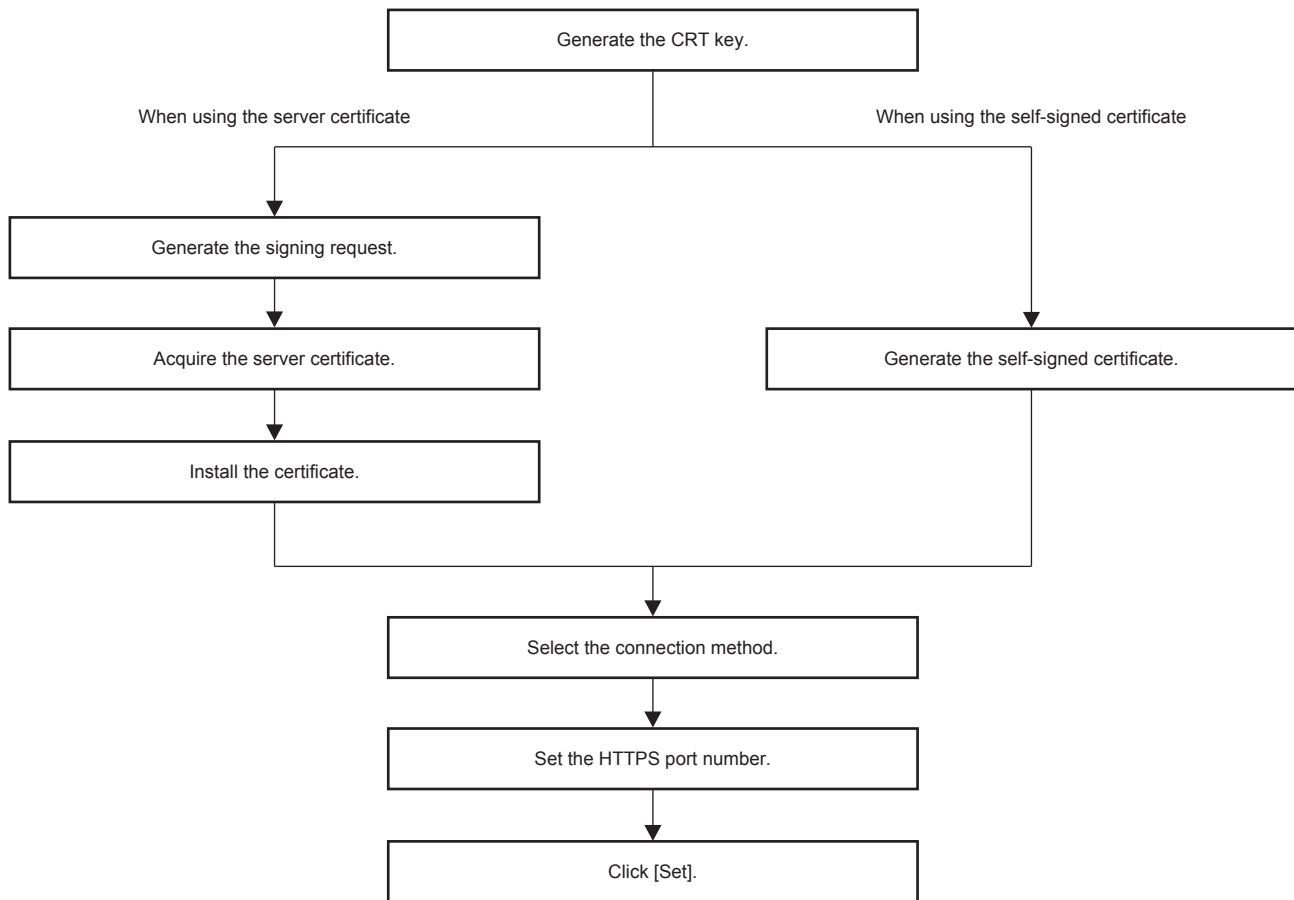 Generate the CRT key.
When using the server certificate
When using the self-signed certificate
Generate the signing request.
Acquire the server certificate.
Generate the self-signed certificate.
Install the certificate.
Select the connection method.
Set the HTTPS port number.
Click [Set].